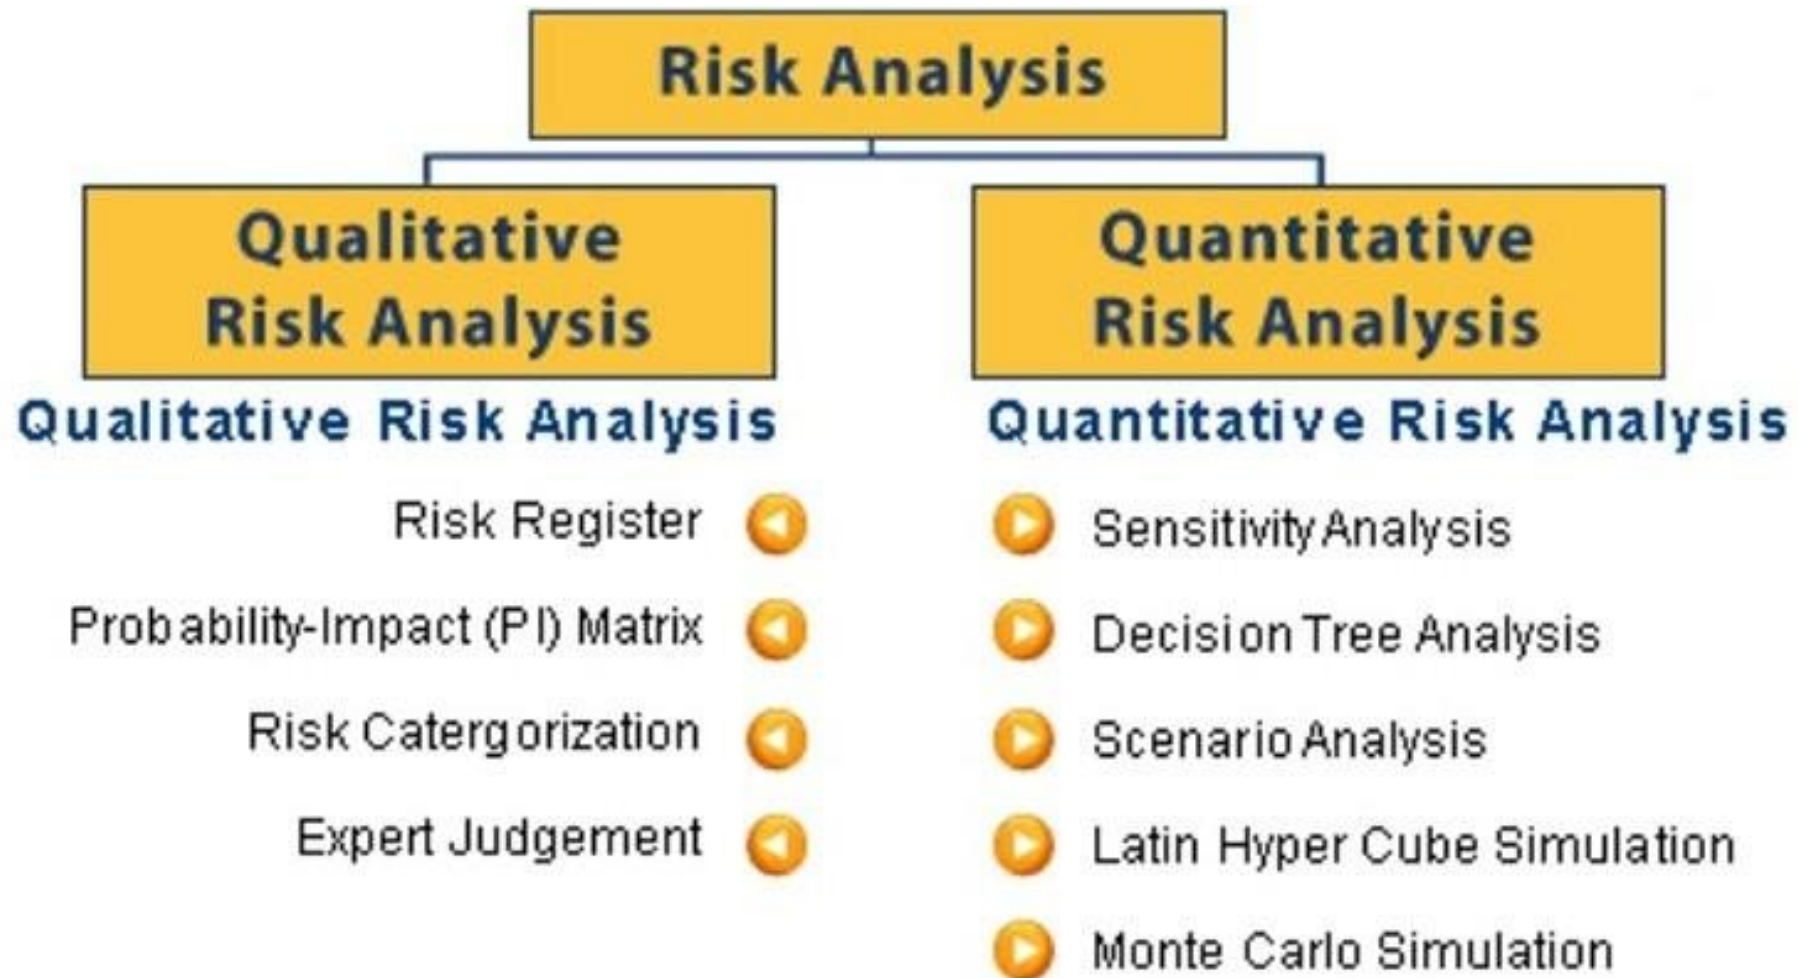 Risk Analysis
Qualitative
Risk Analysis
Quantitative
Risk Analysis
Qualitative Risk Analysis
Risk Register
Probability-Impact (PI) Matrix
Risk Catergorization
Expert Judgement
Quantitative Risk Analysis
Sensitivity Analysis
Decision Tree Analysis
Scenario Analysis
Latin Hyper Cube Simulation
Monte Carlo Simulation